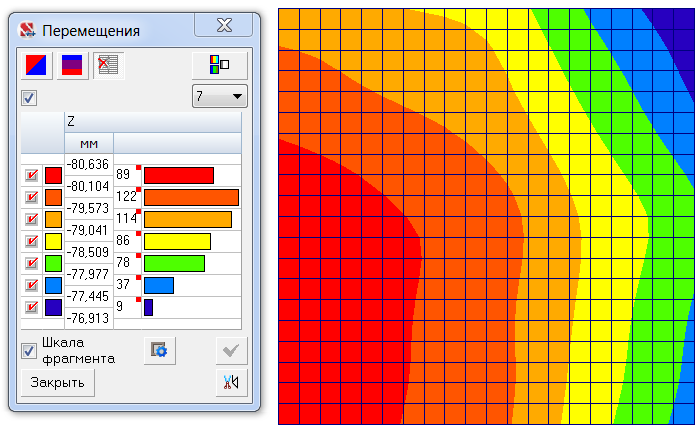 Перемещения
7
Z
мм
-80,636
89
-80,104
122
-79,573
114
-79,041
86
-78,509
78
-77,977
37
-77,445
9
-76,913
Шкала
фрагмента
Закрыть